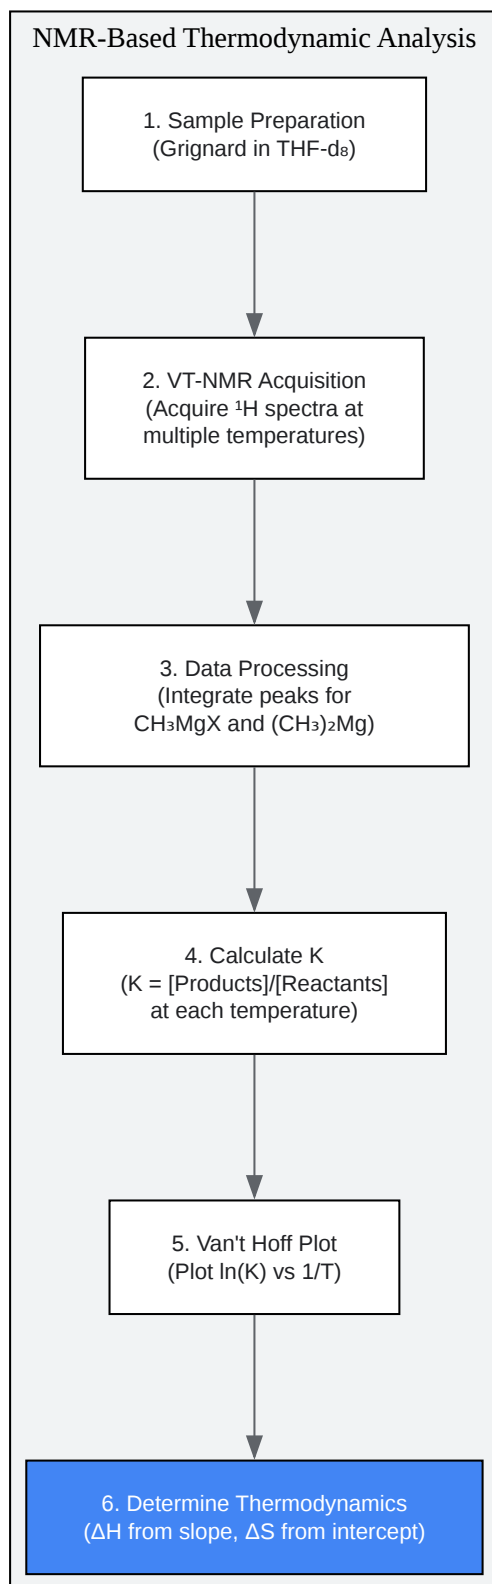 NMR-Based Thermodynamic Analysis
1. Sample Preparation
(Grignard in THF-d₈)
2. VT-NMR Acquisition
(Acquire ¹H spectra at
multiple temperatures)
3. Data Processing
(Integrate peaks for
CH₃MgX and (CH₃)₂Mg)
4. Calculate K
(K = [Products]/[Reactants]
at each temperature)
5. Van't Hoff Plot
(Plot ln(K) vs 1/T)
6. Determine Thermodynamics
(ΔH from slope, ΔS from intercept)